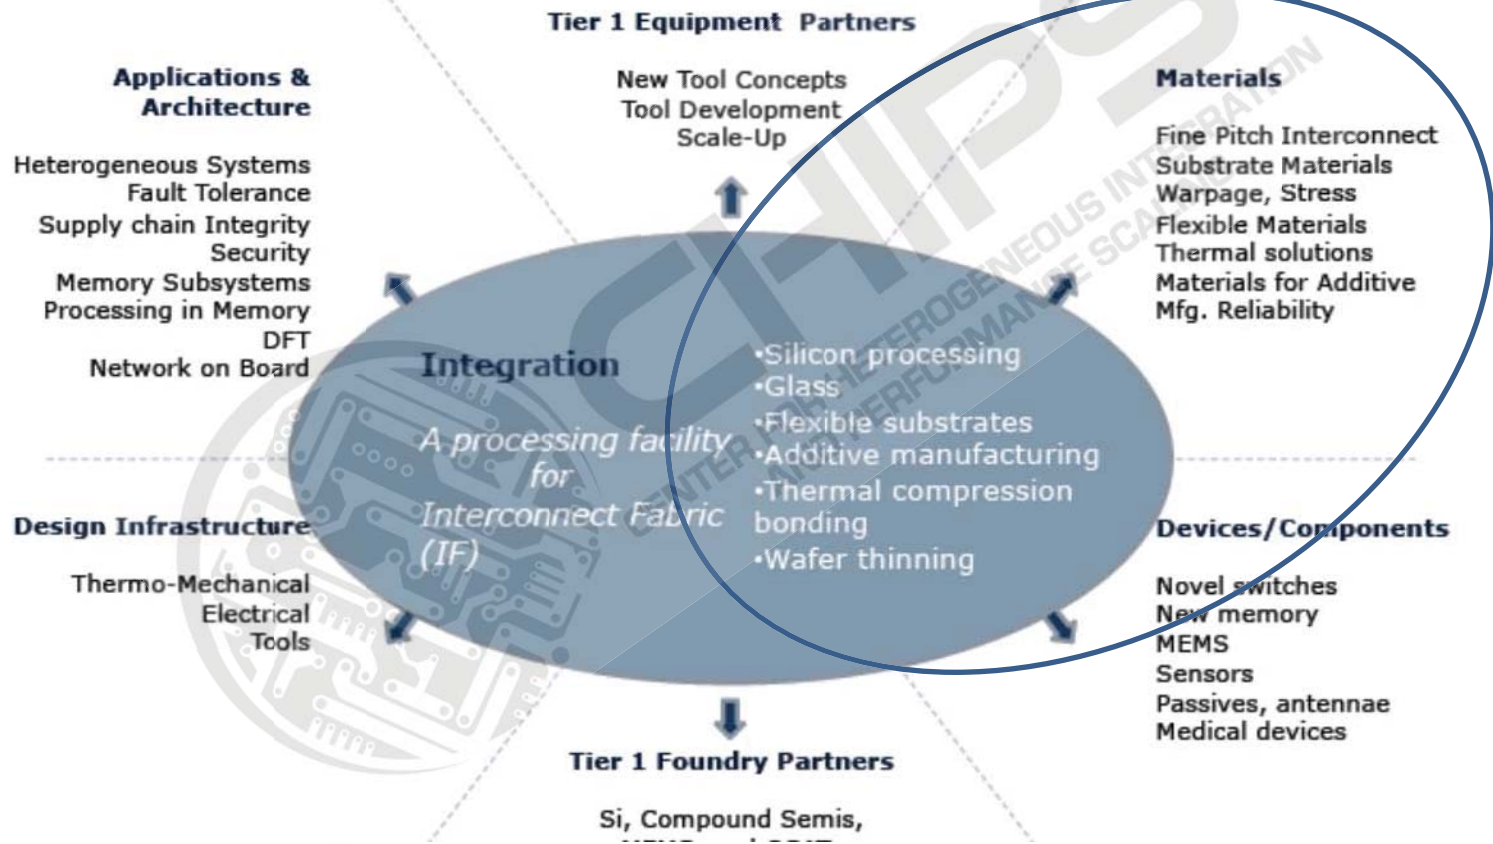 Tier 1 Equipment Partners
New Tool Concepts
Tool Development
Scale-Up
Applications &
Architecture
Heterogeneous Systems
Fault Tolerance
Supply chain Integrity
Security
Memory Subsystems
Processing in Memory
DFT
Network on Board
Materials
Fine Pitch Interconnect
Substrate Materials
Warpage, Stress
Flexible Materials
Thermal solutions
Materials for Additive
Mfg. Reliability
Integration
A processing facility
for
Interconnect Fabric
(IF)
•Silicon processing
•Glass
•Flexible substrates
•Additive manufacturing
•Thermal compression
bonding
•Wafer thinning
CHIPS
CENTER FOR HETEROGENEOUS INTEGRATION
AND PERFORMANCE SCALING
Design Infrastructure
Thermo-Mechanical
Electrical
Tools
Devices/Components
Novel switches
New memory
MEMS
Sensors
Passives, antennae
Medical devices
Tier 1 Foundry Partners
Si, Compound Semis,